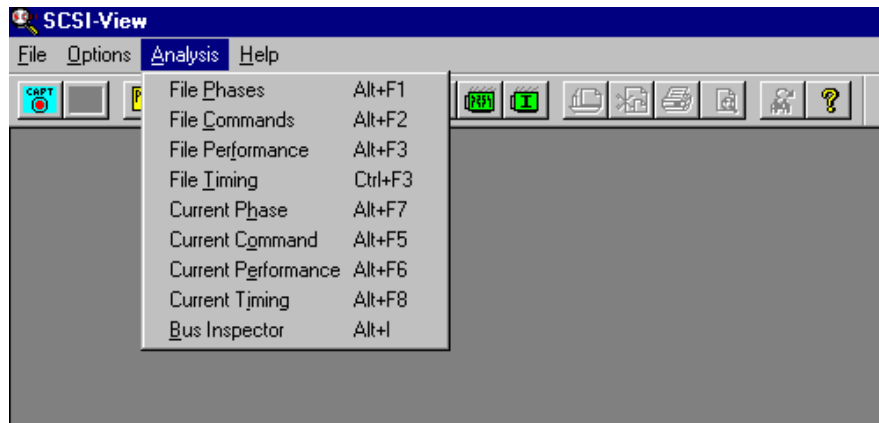 SCSI-View
File Options Analysis Help
CAPT P I ?
File Phases Alt+F1
File Commands Alt+F2
File Performance Alt+F3
File Timing Ctrl+F3
Current Phase Alt+F7
Current Command Alt+F5
Current Performance Alt+F6
Current Timing Alt+F8
Bus Inspector Alt+I